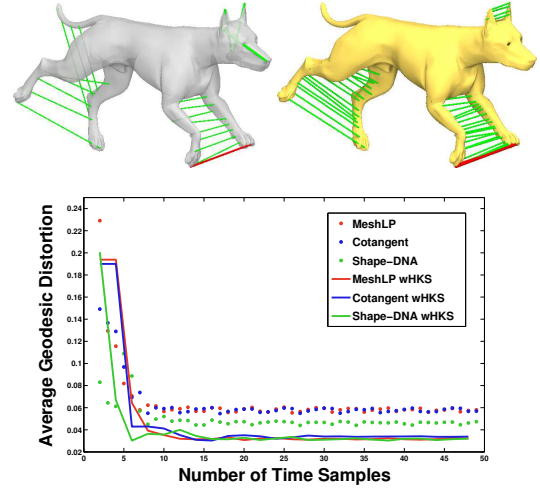 0.24
0.22
0.2
0.18
0.16
0.14
0.12
0.1
0.08
0.06
0.04
0.02
Average Geodesic Distortion
MeshLP
Cotangent
Shape−DNA
MeshLP wHKS
Cotangent wHKS
Shape−DNA wHKS
0 5 10 15 20 25 30 35 40 45 50
Number of Time Samples